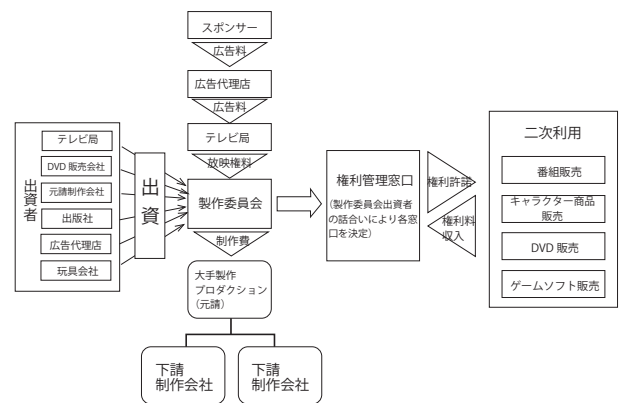 スポンサー
広告料
広告代理店
広告料
テレビ局
放映権料
製作委員会
制作費
大手製作
プロダクション
（元請）
下請
制作会社
下請
制作会社
出資者
テレビ局
DVD 販売会社
元請制作会社
出版社
広告代理店
玩具会社
出資
権利管理窓口
（製作委員会出資者
の話合いにより各窓
口を決定）
権利許諾
権利料
収入
二次利用
番組販売
キャラクター商品
販売
DVD 販売
ゲームソフト販売